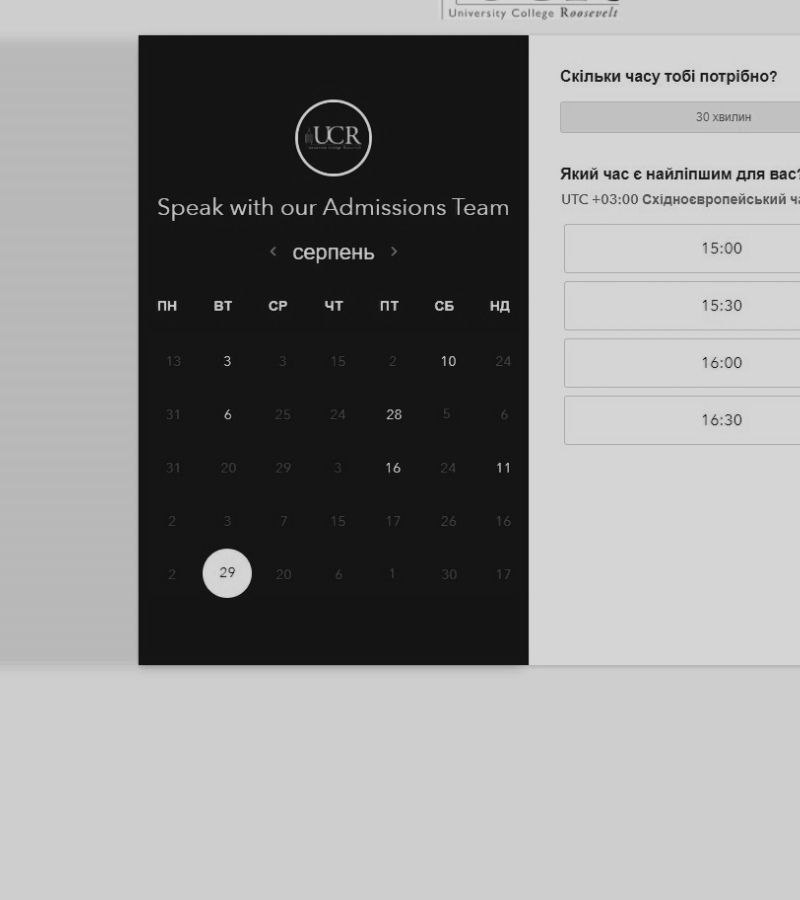 University College Roosevelt
UCR
Speak with our Admissions Team
серпень
ПН ВТ СР ЧТ ПТ СБ НД
13 3 3 15 2 10 24
31 6 25 24 28 5 6
31 20 29 3 16 24 11
2 3 7 15 17 26 16
2 29 20 6 1 30 17
Скільки часу тобі потрібно?
30 хвилин
Який час є найліпшим для вас?
UTC +03:00 Східноєвропейський ча
15:00
15:30
16:00
16:30